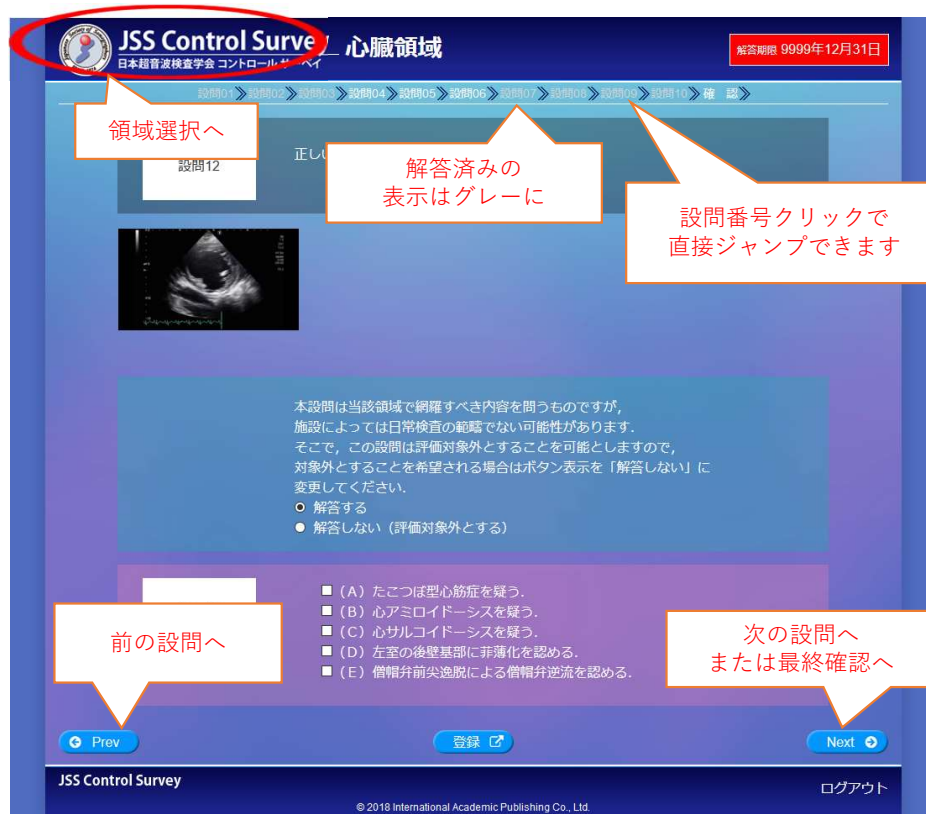 JSS Control Survey 心臓領域
日本超音波検査学会 コントロール サーベイ
解答期限 9999年12月31日
設問01≫設問02≫設問03≫設問04≫設問05≫設問06≫設問07≫設問08≫設問09≫設問10≫確 認≫
領域選択へ
設問12
正し
解答済みの
表示はグレーに
設問番号クリックで
直接ジャンプできます
本設問は当該領域で網羅すべき内容を問うものですが,
施設によっては日常検査の範疇でない可能性があります.
そこで, この設問は評価対象外とすることを可能としますので,
対象外とすることを希望される場合はボタン表示を「解答しない」に
変更してください.
解答する
解答しない（評価対象外とする）
(A) たこつぼ型心筋症を疑う.
(B) 心アミロイドーシスを疑う.
(C) 心サルコイドーシスを疑う.
(D) 左室の後壁基部に菲薄化を認める.
(E) 僧帽弁前尖逸脱による僧帽弁逆流を認める.
前の設問へ
次の設問へ
または最終確認へ
Prev
登録
Next
JSS Control Survey
ログアウト
© 2018 International Academic Publishing Co., Ltd.